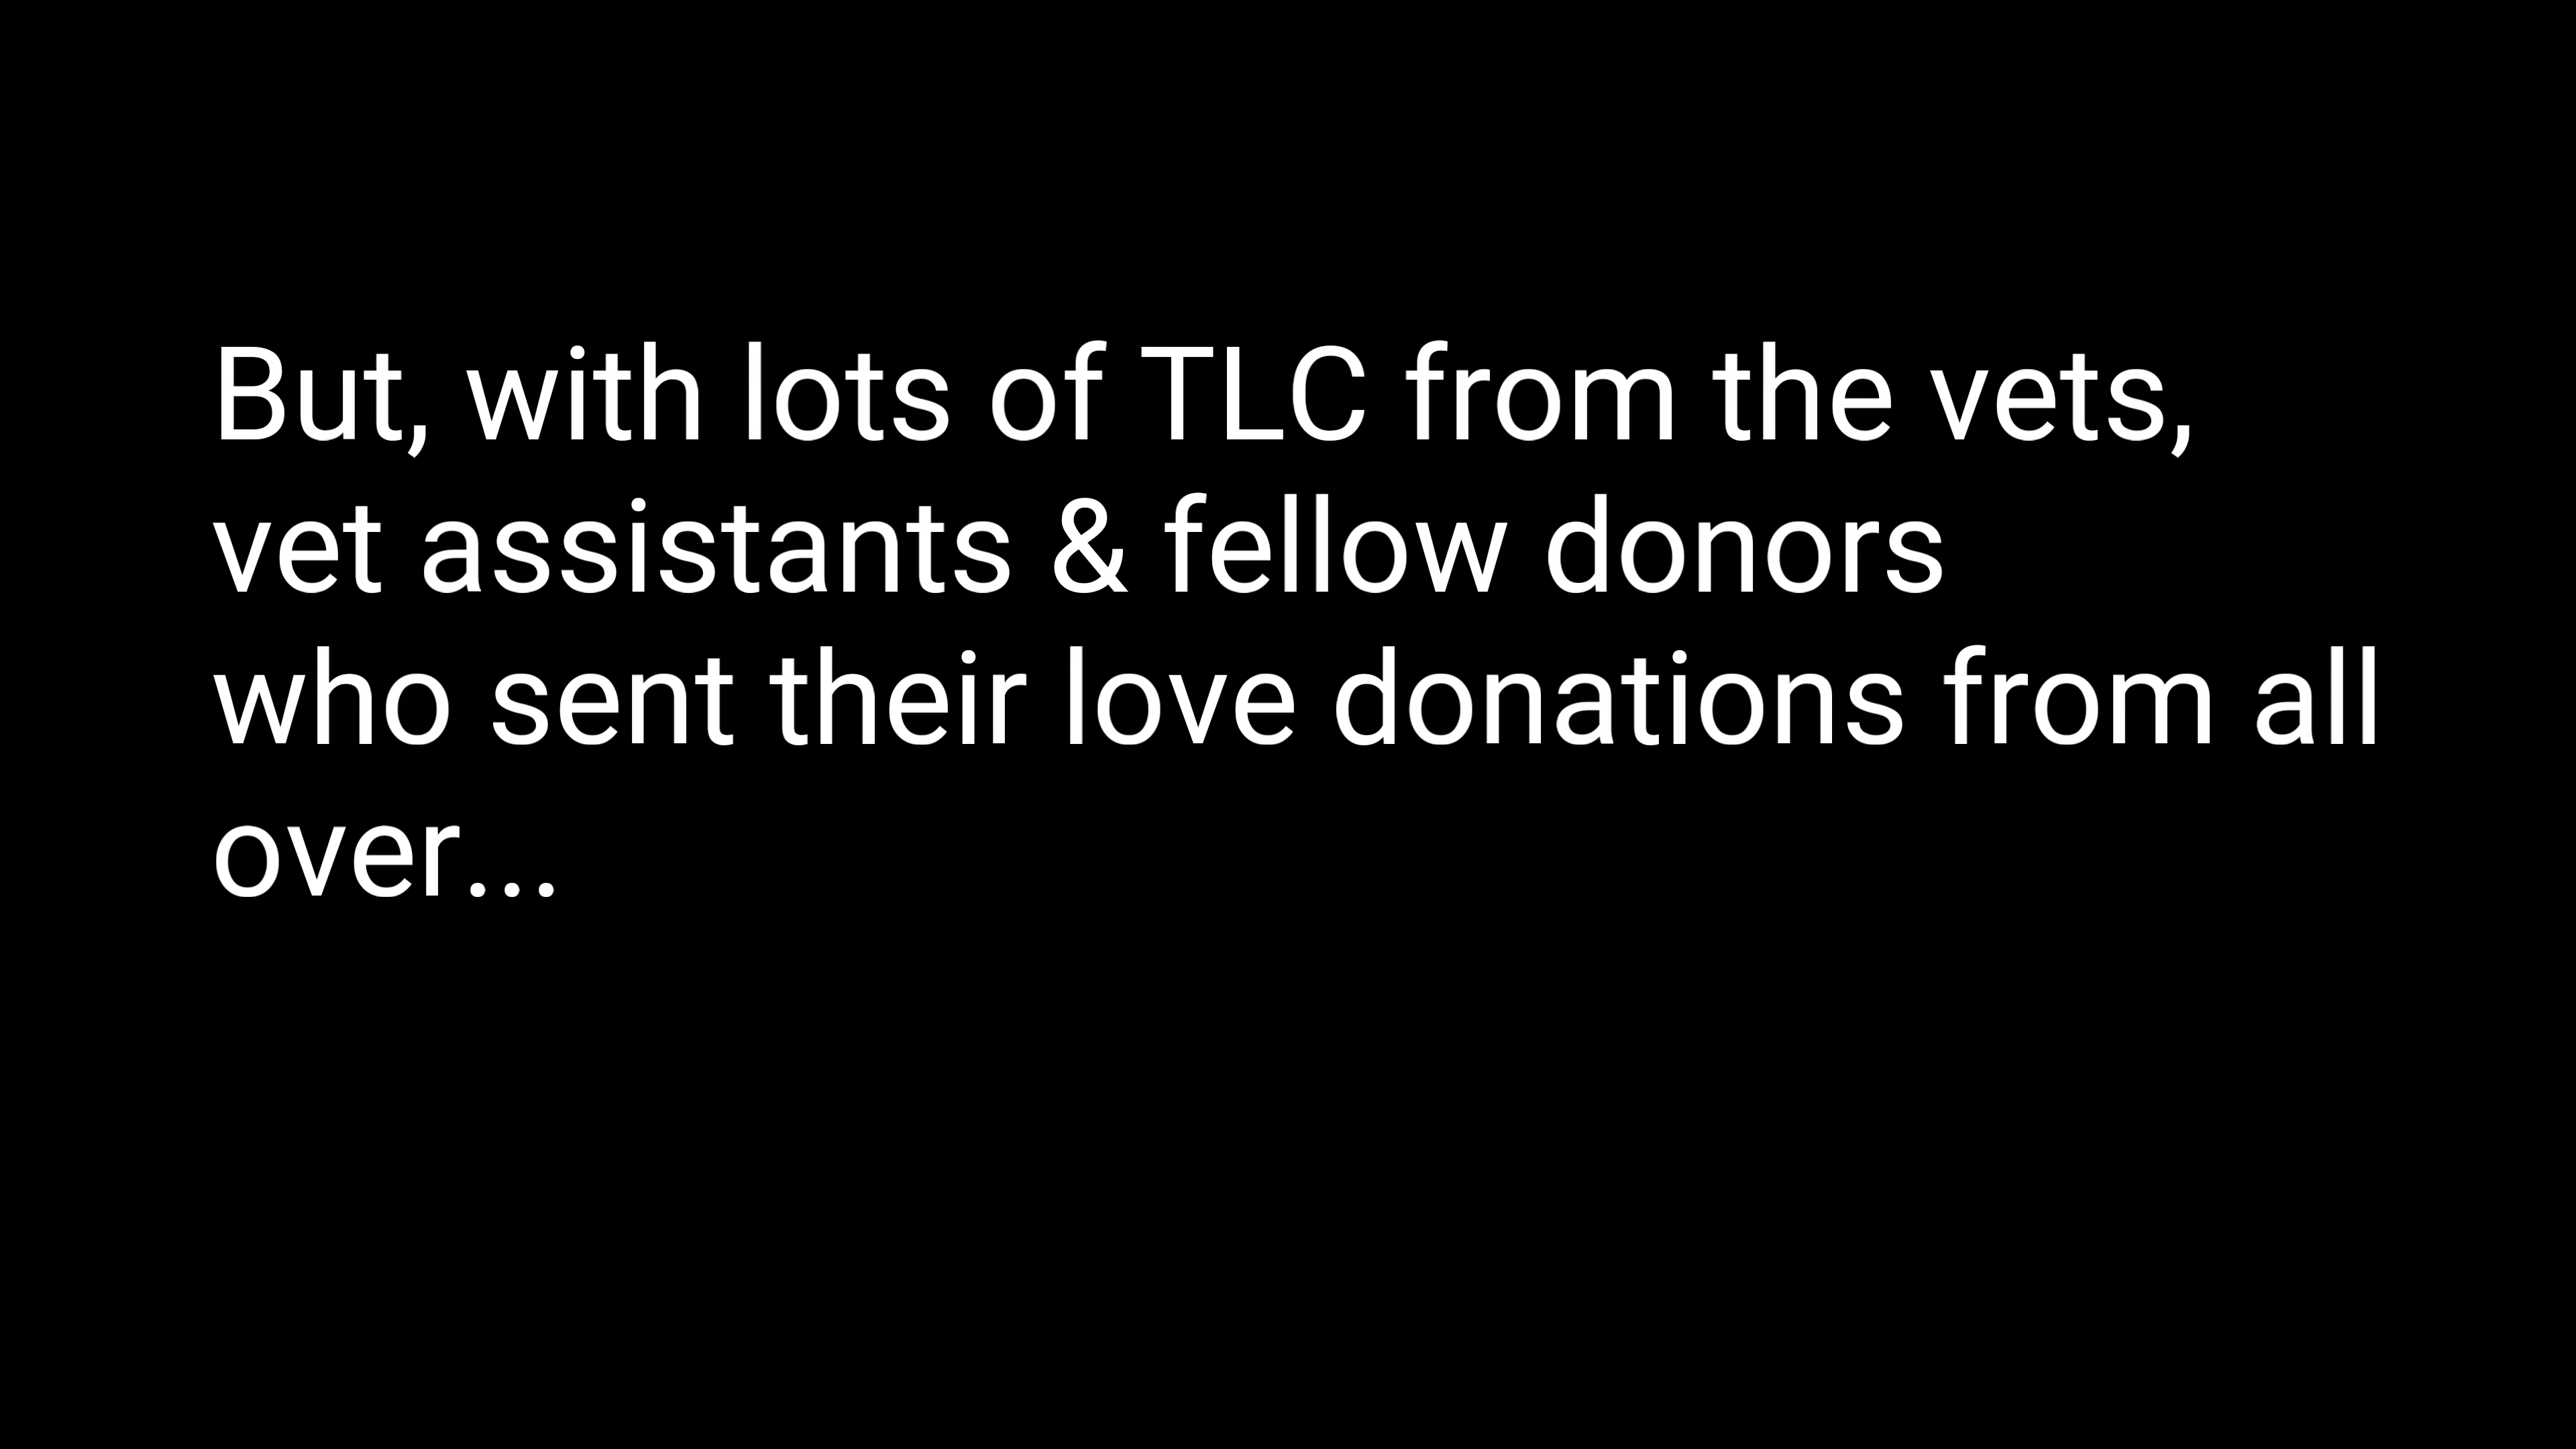 But, with lots of TLC from the vets,
vet assistants & fellow donors
who sent their love donations from all
over...